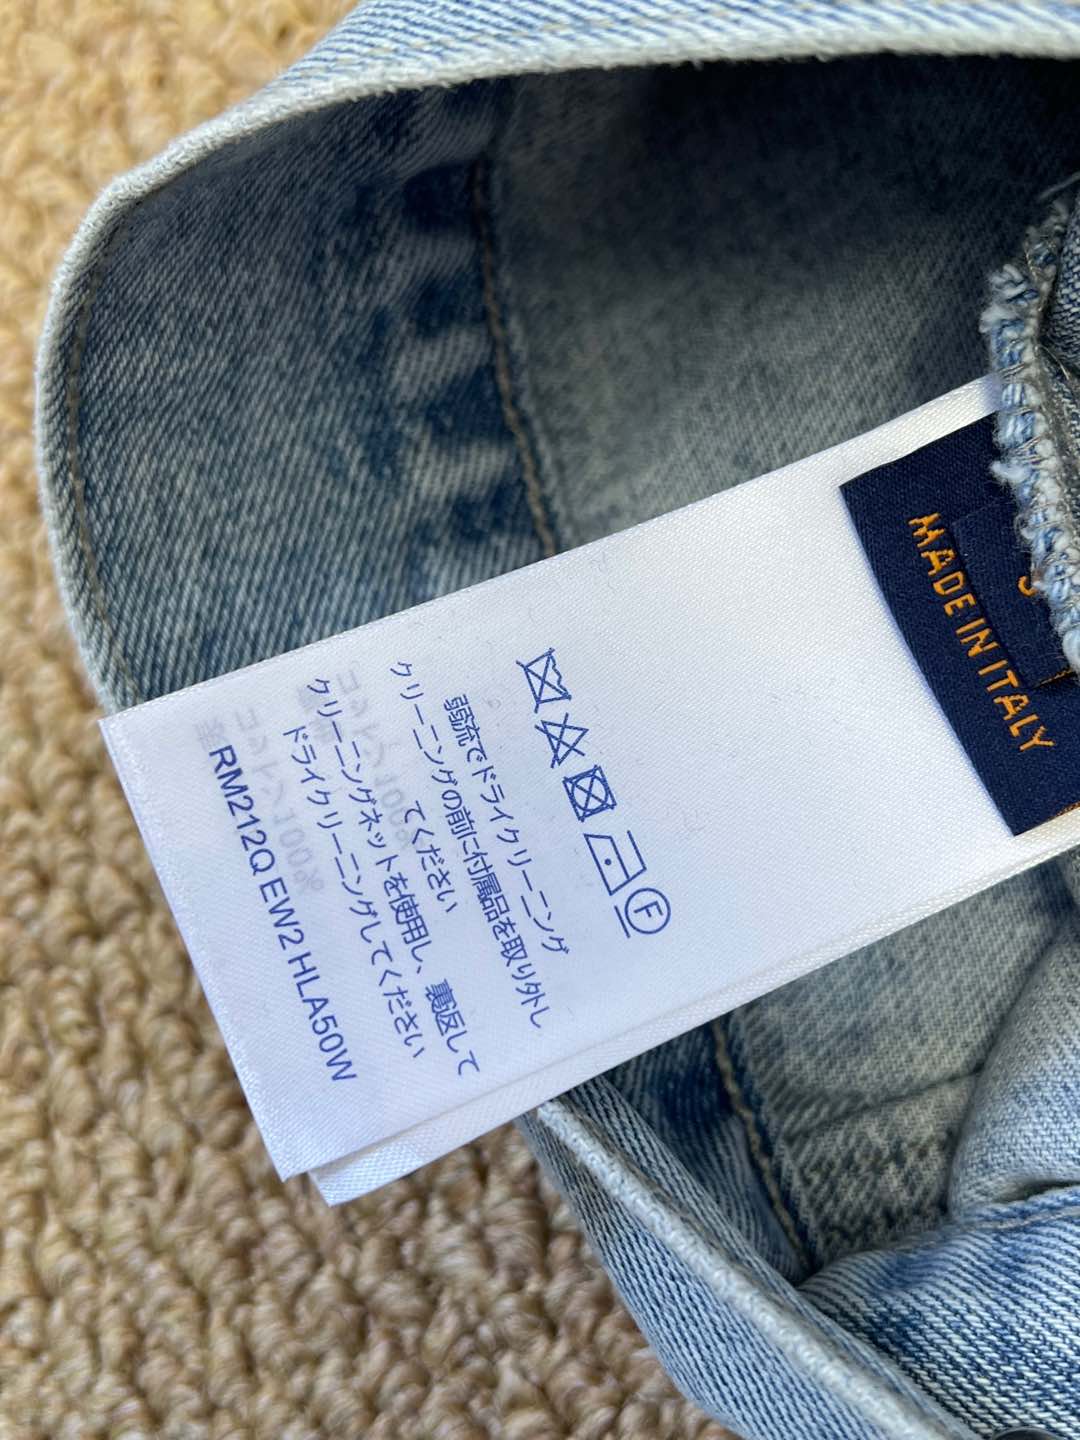 弱流でドライクリーニング
クリーニングの前に付属品を取り外し
てください
クリーニングネットを使用し、裏返して
ドライクリーニングしてください
RM212Q EW2 HLA50W
F
MADE IN ITALY